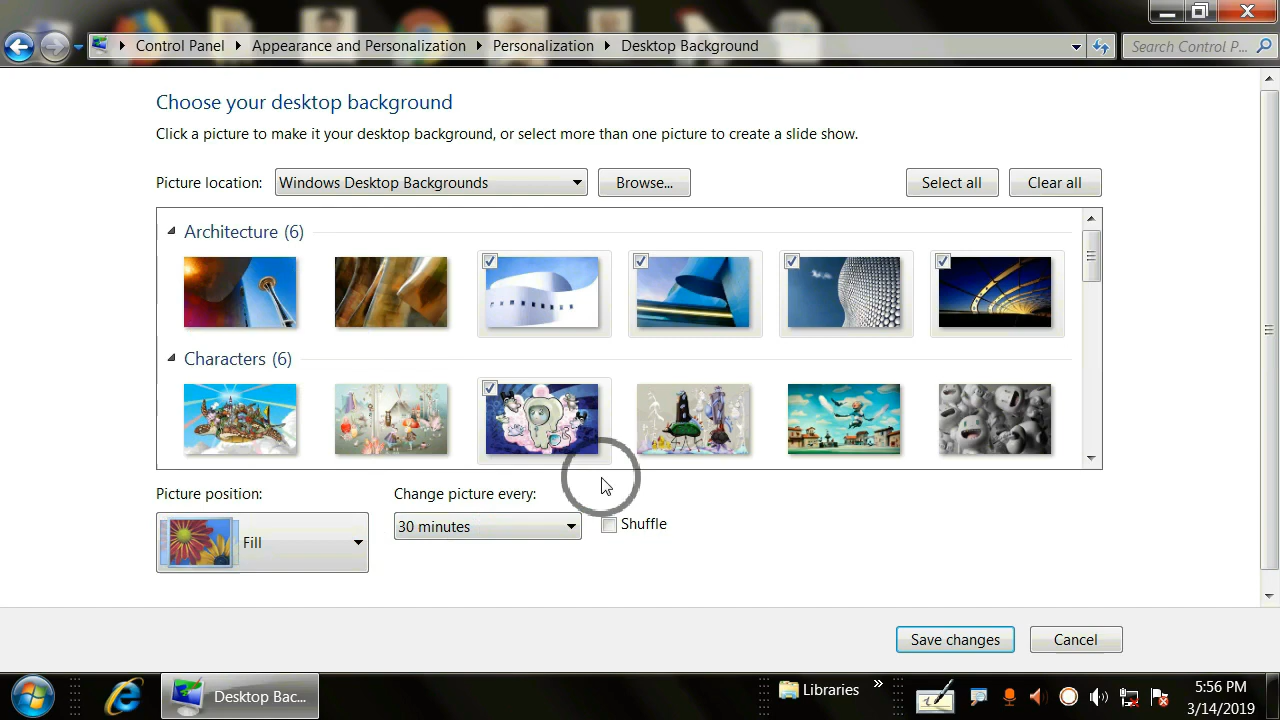 Control Panel Appearance and Personalization Personalization Desktop Background
Search Control P...
Choose your desktop background
Click a picture to make it your desktop background, or select more than one picture to create a slide show.
Picture location: Windows Desktop Backgrounds Browse... Select all Clear all
Architecture (6)
Characters (6)
Picture position: Change picture every:
Fill 30 minutes Shuffle
Save changes Cancel
Desktop Bac... Libraries » 5:56 PM
3/14/2019